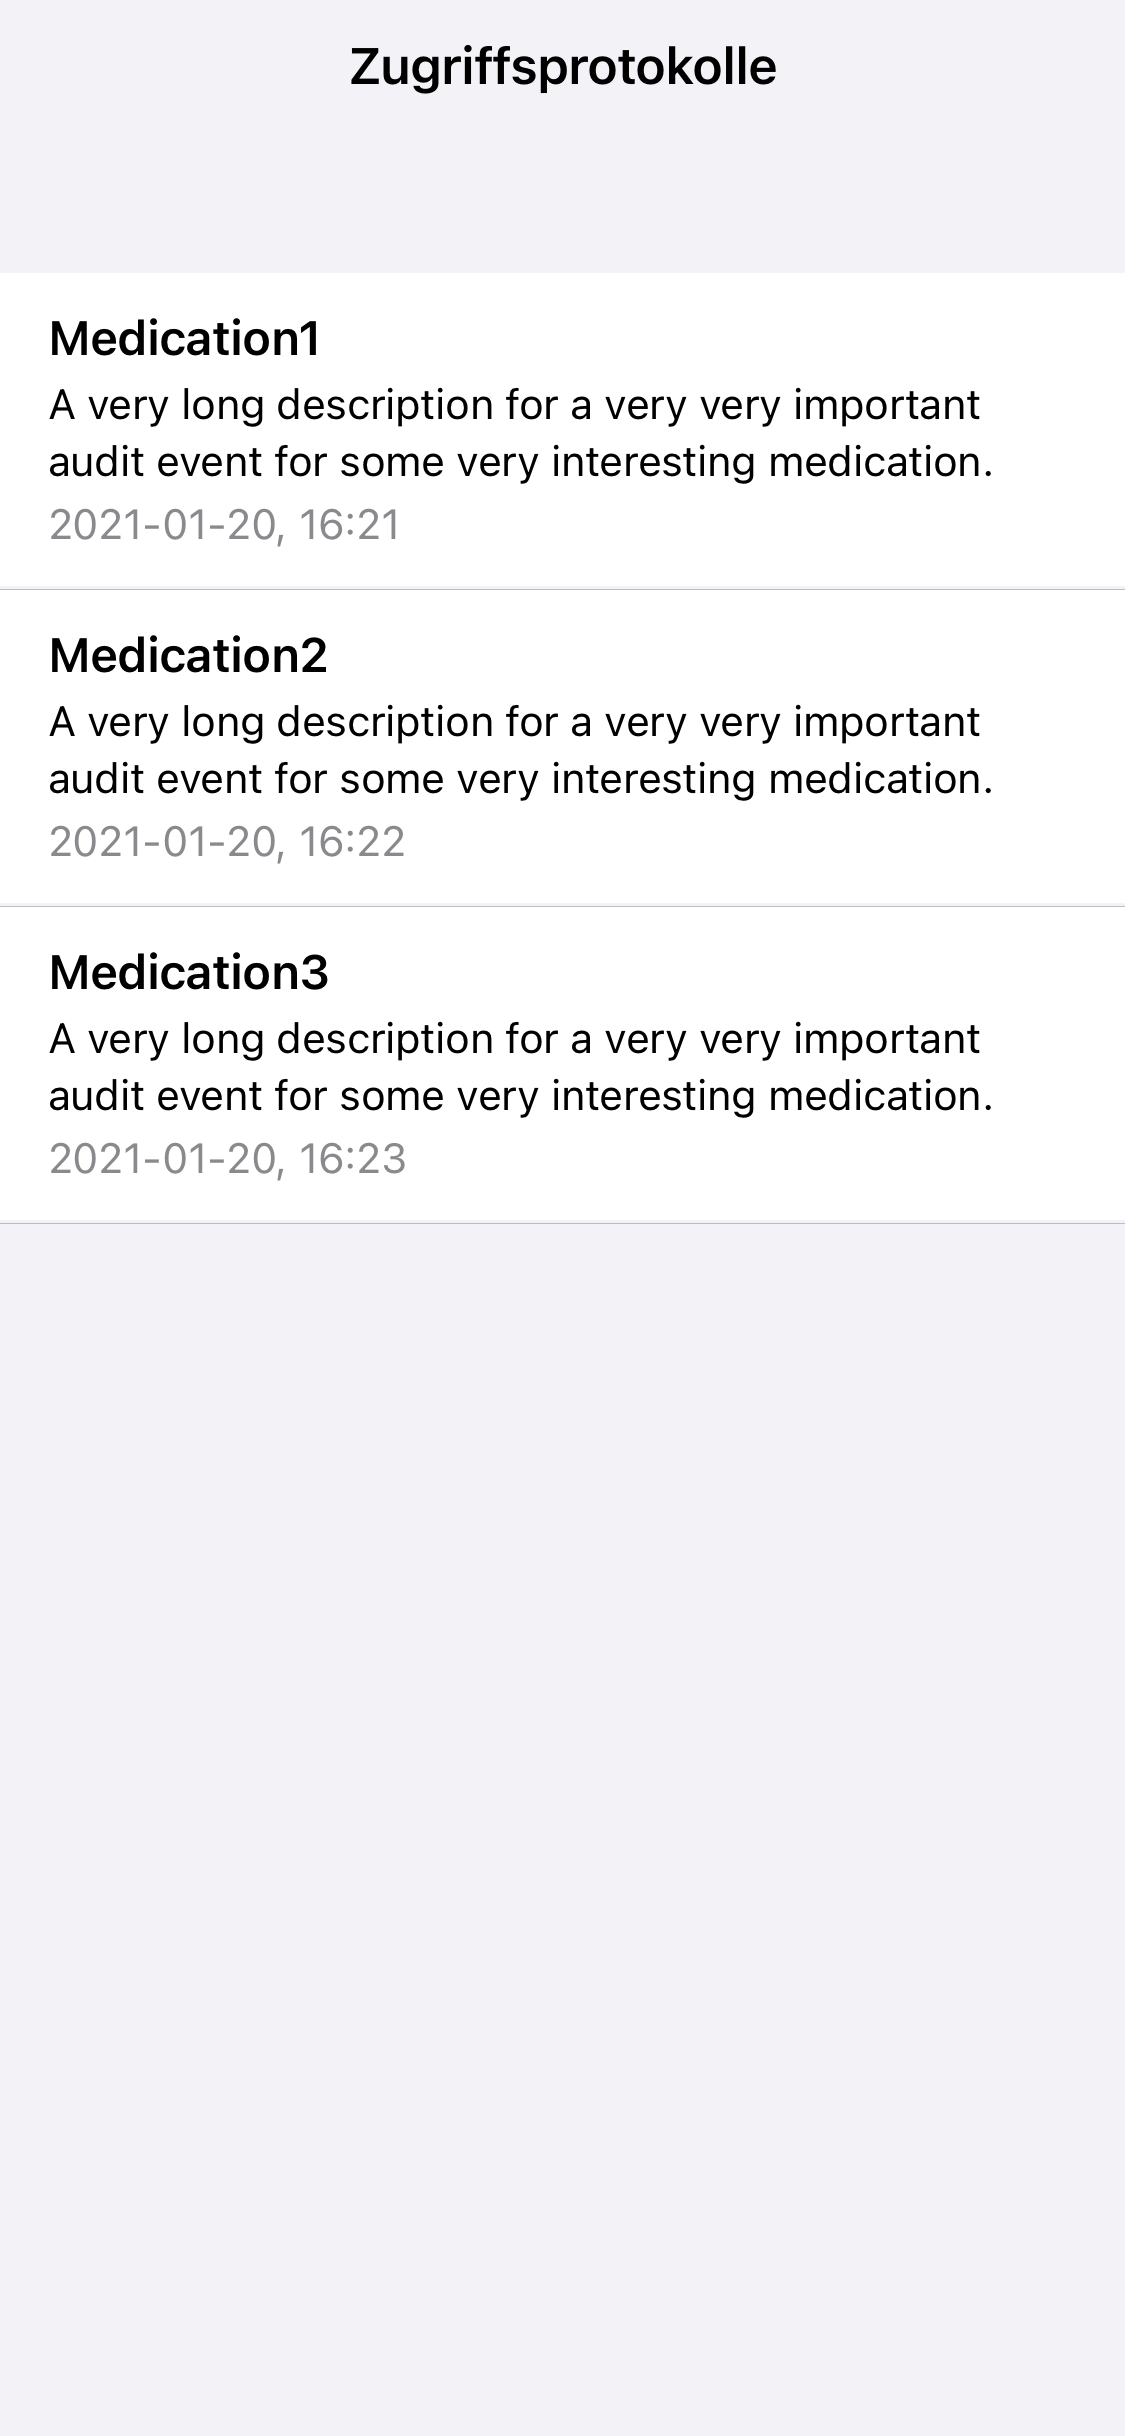 Zugriffsprotokolle
Medication1
A very long description for a very very important
audit event for some very interesting medication.
2021-01-20, 16:21
Medication2
A very long description for a very very important
audit event for some very interesting medication.
2021-01-20, 16:22
Medication3
A very long description for a very very important
audit event for some very interesting medication.
2021-01-20, 16:23